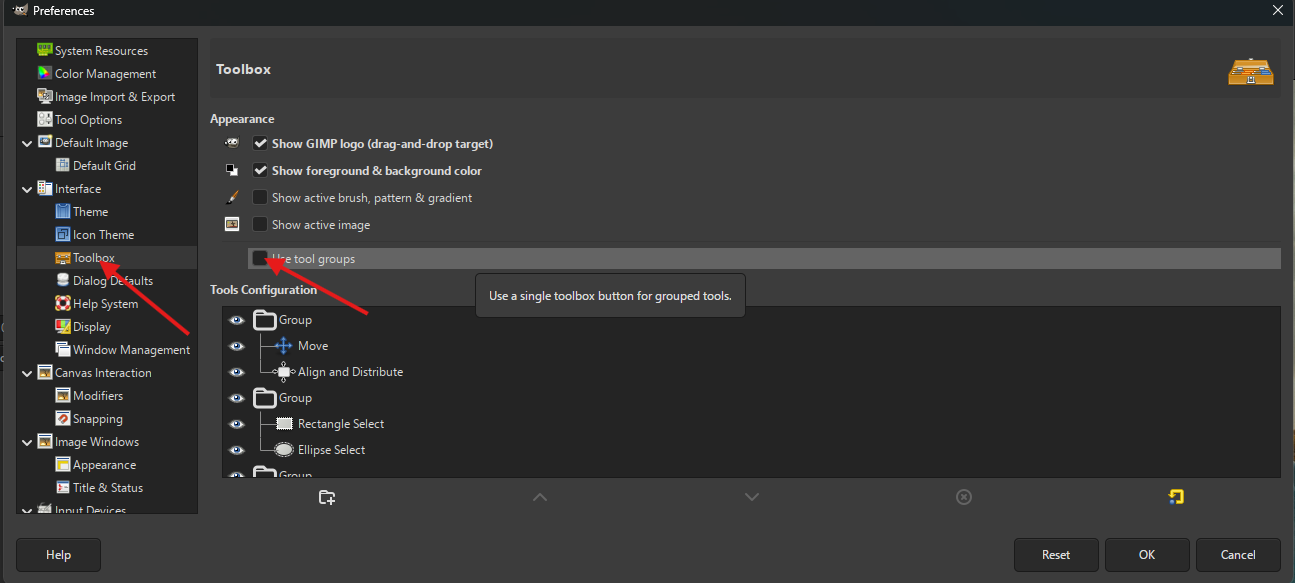 Preferences
System Resources
Color Management
Image Import & Export
Tool Options
Default Image
Default Grid
Interface
Theme
Icon Theme
Toolbox
Dialog Defaults
Help System
Display
Window Management
Canvas Interaction
Modifiers
Snapping
Image Windows
Appearance
Title & Status
Input Devices
Toolbox
Appearance
Show GIMP logo (drag-and-drop target)
Show foreground & background color
Show active brush, pattern & gradient
Show active image
Use tool groups
Use a single toolbox button for grouped tools.
Tools Configuration
Group
Move
Align and Distribute
Group
Rectangle Select
Ellipse Select
Group
Help
Reset
OK
Cancel